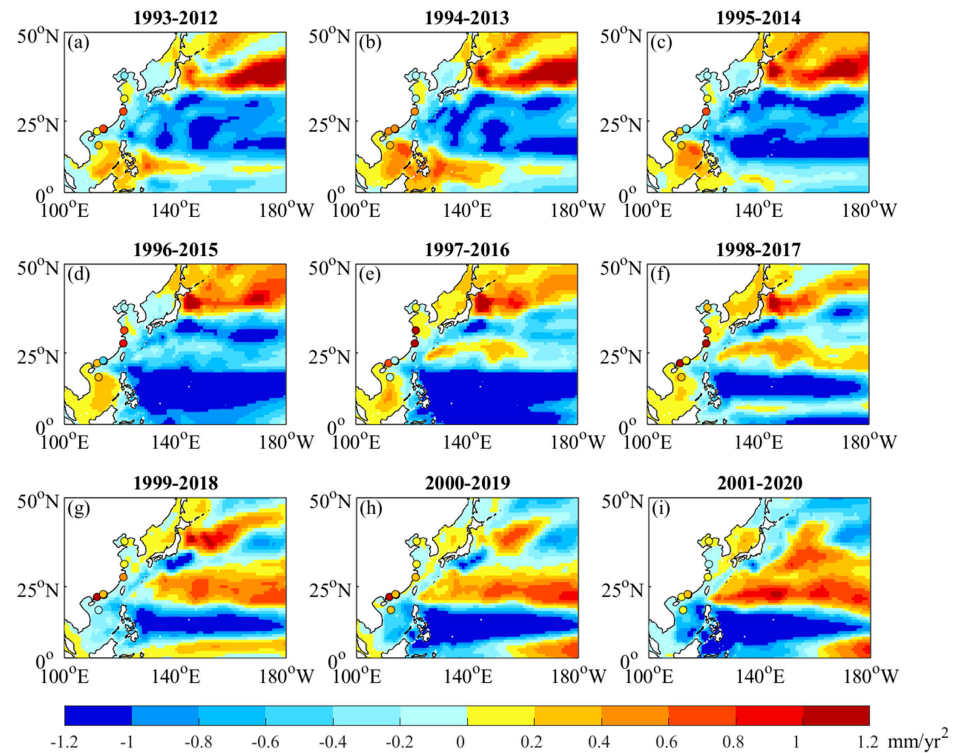 1993-2012 1994-2013 1995-2014
50°N (a) 50°N (b) 50°N (c)
25°N 25°N 25°N
0° 0° 0°
100°E 140°E 180°W 100°E 140°E 180°W 100°E 140°E 180°W
1996-2015 1997-2016 1998-2017
50°N (d) 50°N (e) 50°N (f)
25°N 25°N 25°N
0° 0° 0°
100°E 140°E 180°W 100°E 140°E 180°W 100°E 140°E 180°W
1999-2018 2000-2019 2001-2020
50°N (g) 50°N (h) 50°N (i)
25°N 25°N 25°N
0° 0° 0°
100°E 140°E 180°W 100°E 140°E 180°W 100°E 140°E 180°W
-1.2 -1 -0.8 -0.6 -0.4 -0.2 0 0.2 0.4 0.6 0.8 1 1.2 mm/yr²